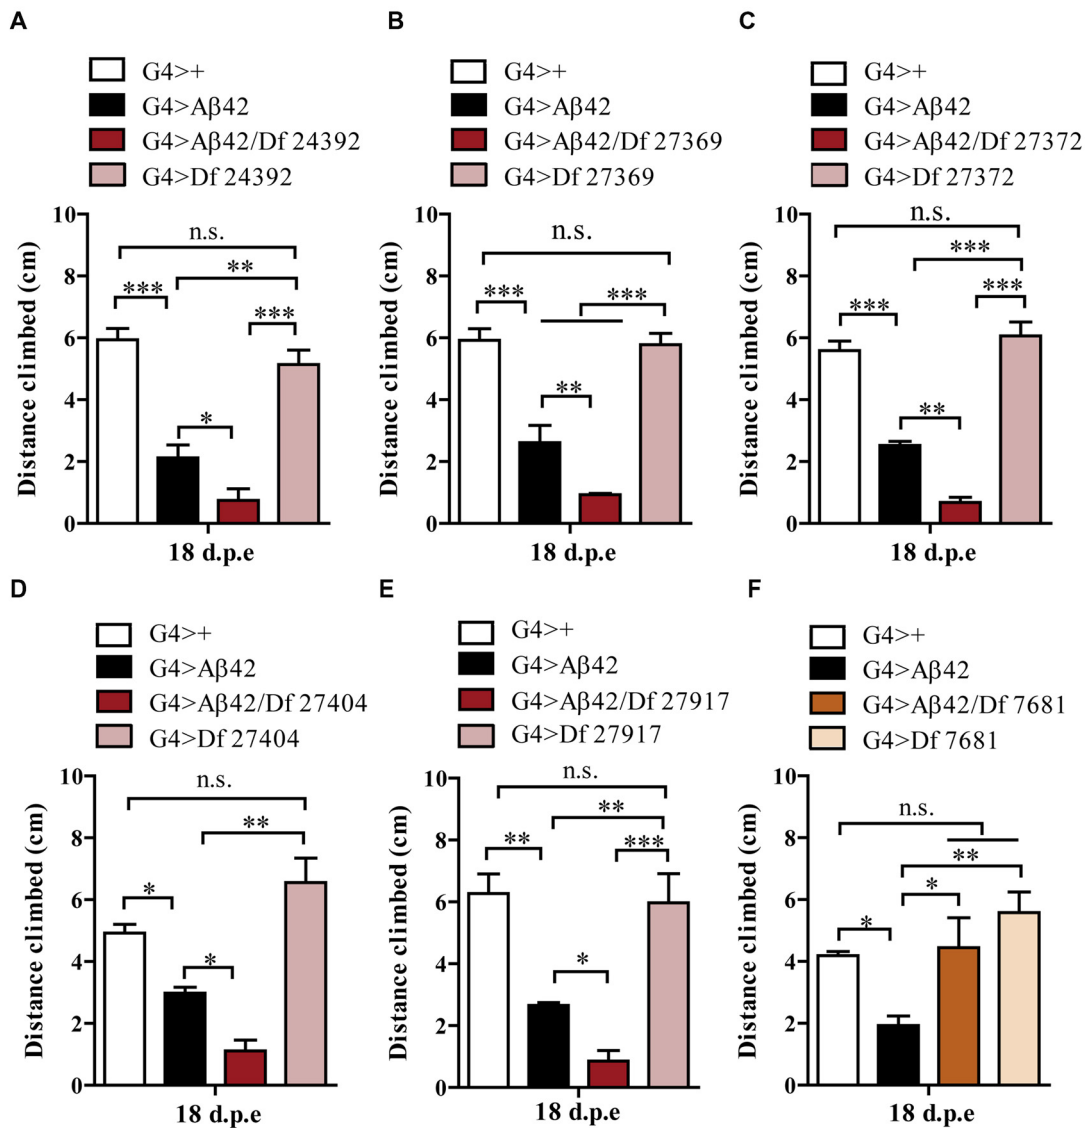 A
G4>+
G4>Aβ42
G4>Aβ42/Df 24392
G4>Df 24392
Distance climbed (cm)
10
8
6
4
2
0
n.s.
**
***
***
*
18 d.p.e
B
G4>+
G4>Aβ42
G4>Aβ42/Df 27369
G4>Df 27369
Distance climbed (cm)
10
8
6
4
2
0
n.s.
***
***
**
18 d.p.e
C
G4>+
G4>Aβ42
G4>Aβ42/Df 27372
G4>Df 27372
Distance climbed (cm)
10
8
6
4
2
0
n.s.
***
***
***
**
18 d.p.e
D
G4>+
G4>Aβ42
G4>Aβ42/Df 27404
G4>Df 27404
Distance climbed (cm)
10
8
6
4
2
0
n.s.
**
*
*
18 d.p.e
E
G4>+
G4>Aβ42
G4>Aβ42/Df 27917
G4>Df 27917
Distance climbed (cm)
10
8
6
4
2
0
n.s.
**
**
***
*
18 d.p.e
F
G4>+
G4>Aβ42
G4>Aβ42/Df 7681
G4>Df 7681
Distance climbed (cm)
10
8
6
4
2
0
n.s.
**
*
*
18 d.p.e